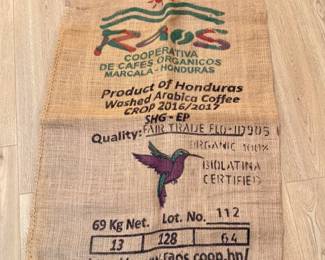 RAOS
COOPERATIVA
DE CAFES ORGANICOS
MARCALA - HONDURAS
Product of Honduras
Washed Arabica Coffee
CROP 2016/2017
SHG - EP
Quality: FAIR TRADE FLO-ID905
ORGANIC 100%
BIOLATINA
CERTIFIED
69 Kg Net. Lot. No. 112
13 128 64
raos.coop.hn/